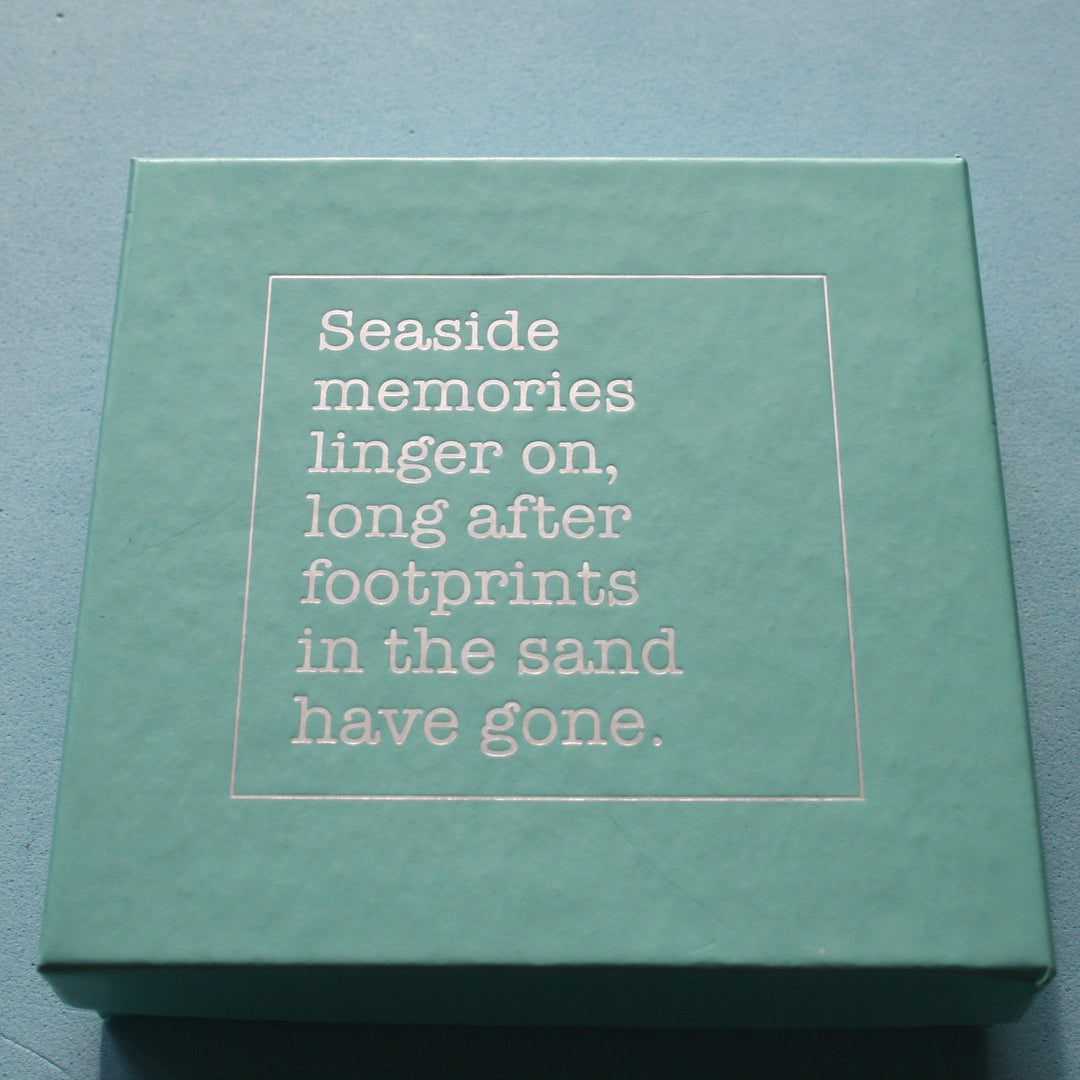 Seaside
memories
linger on,
long after
footprints
in the sand
have gone.